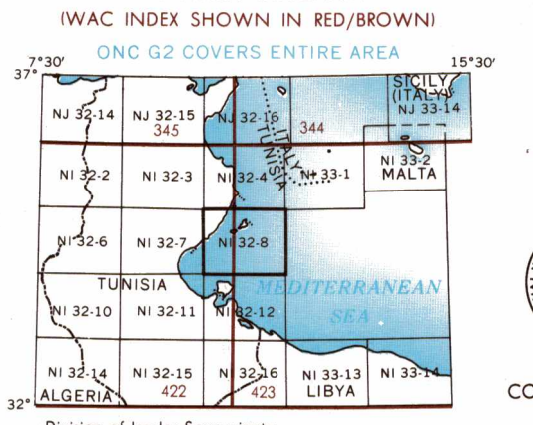 (WAC INDEX SHOWN IN RED/BROWN)
ONC G2 COVERS ENTIRE AREA
7°30' 15°30'
37°
SICILY
(ITALY)
NJ 32-14 NJ 32-15 NJ 32-16 NJ 33-14
345 344
ITALY
TUNISIA
NI 32-2 NI 32-3 NI 32-4 NI 33-1 NI 33-2
MALTA
NI 32-6 NI 32-7 NI 32-8
TUNISIA MEDITERRANEAN
SEA
NI 32-10 NI 32-11 NI 32-12
NI 32-14 NI 32-15 NI 32-16 NI 33-13 NI 33-14
ALGERIA 422 423 LIBYA
32°
CO